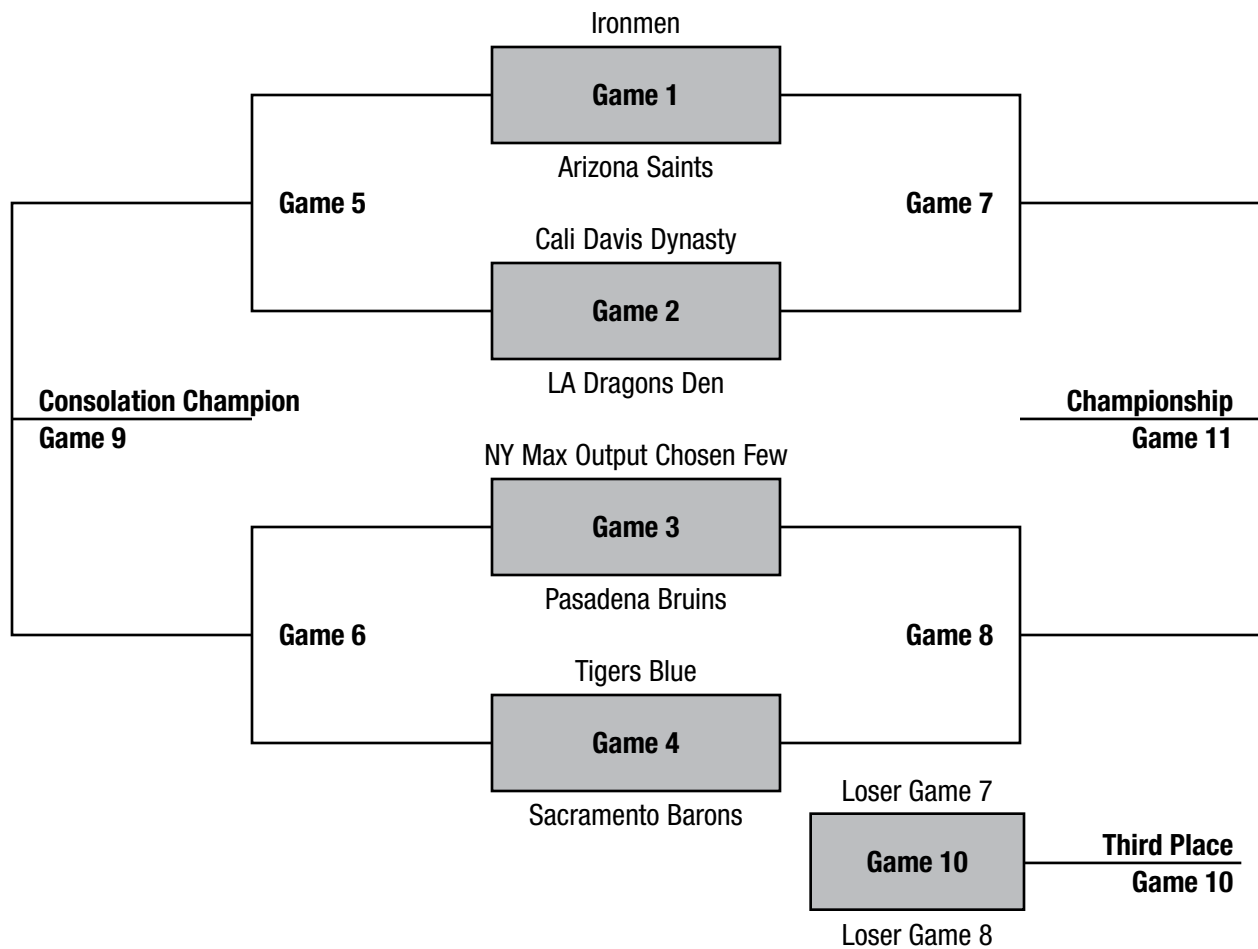 Ironmen
Game 1
Arizona Saints
Game 5
Game 7
Cali Davis Dynasty
Game 2
LA Dragons Den
Consolation Champion
Game 9
Championship
Game 11
NY Max Output Chosen Few
Game 3
Pasadena Bruins
Game 6
Game 8
Tigers Blue
Game 4
Sacramento Barons
Loser Game 7
Game 10
Loser Game 8
Third Place
Game 10